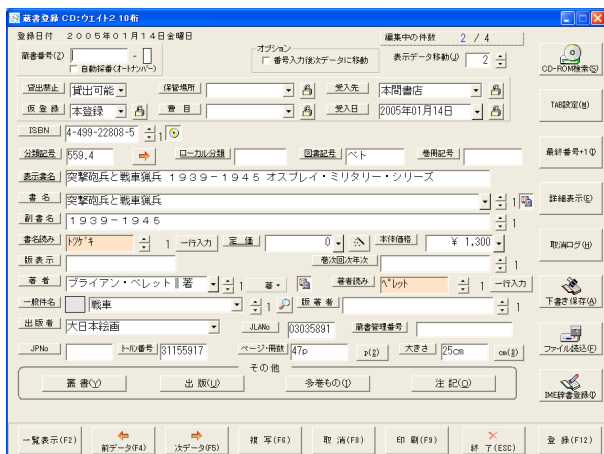 蔵書登録 CD:ウエイト2 10桁
登録日付 2005年01月14日金曜日
編集中の件数 2 / 4
蔵書番号(Z) -
自動採番(オートナンバー)
オプション
番号入力後次データに移動
表示データ移動(J) 2
CD-ROM検索(S)
貸出禁止 貸出可能 保管場所 受入先 本間書店
仮登録 本登録 費目 受入日 2005年01月14日
TAB設定(M)
ISBN 4-499-22808-5 1
分類記号 559.4 ローカル分類 図書記号 ペト 巻冊記号
最終番号+1(I)
表示書名 突撃砲兵と戦車猟兵 1939-1945 オスプレイ・ミリタリー・シリーズ
書名 突撃砲兵と戦車猟兵 1
詳細表示(E)
副書名 1939-1945 1
書名読み トツゲキ 1 一行入力 定価 0 本体価格 ¥ 1,300
取消ログ(H)
版表示 巻次回次年次 1
著者 ブライアン・ペレット‖著 1 著 著者読み ペレット 1 一行入力
下書き保存(A)
一般件名 戦車 1 版著者 1
出版者 大日本絵画 JLANo 03035891 蔵書管理番号
ファイル読込(F)
JPNo トーハン番号 31155917 ページ・冊数 47p p(2) 大きさ 25cm cm(3)
その他
叢書(Y) 出版(U) 多巻もの(T) 注記(O)
IME辞書登録(I)
一覧表示(F2) 前データ(F4) 次データ(F5) 複写(F6) 取消(F8) 印刷(F9) 終了(ESC) 登録(F12)